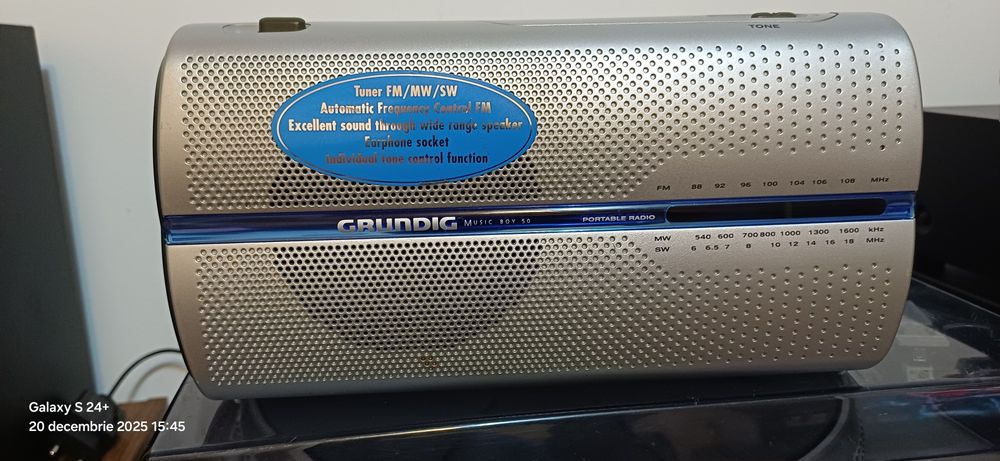 TONE
Tuner FM/MW/SW
Automatic Frequency Control FM
Excellent sound through wide range speaker
Earphone socket
Individual tone control function
FM 88 92 96 100 104 106 108 MHz
GRUNDIG MUSIC BOY 50 PORTABLE RADIO
MW 540 600 700 800 1000 1300 1600 kHz
SW 6 6.5 7 8 10 12 14 16 18 MHz
Galaxy S 24+
20 decembrie 2025 15:45